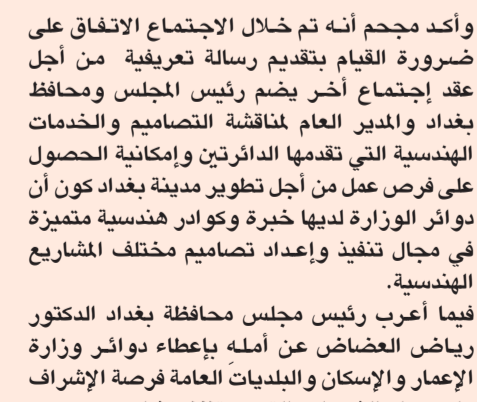 وأكد مجحم أنه تم خلال الاجتماع الاتفاق على
ضرورة القيام بتقديم رسالة تعريفية من أجل
عقد إجتماع أخر يضم رئيس المجلس ومحافظ
بغداد والمدير العام لمناقشة التصاميم والخدمات
الهندسية التي تقدمها الدائرتين وإمكانية الحصول
على فرص عمل من أجل تطوير مدينة بغداد كون أن
دوائر الوزارة لديها خبرة وكوادر هندسية متميزة
في مجال تنفيذ وإعداد تصاميم مختلف المشاريع
الهندسية.
فيما أعرب رئيس مجلس محافظة بغداد الدكتور
رياض العضاض عن أملهِ بإعطاء دوائر وزارة
الإعمار والإسكان والبلديات العامة فرصة الإشراف